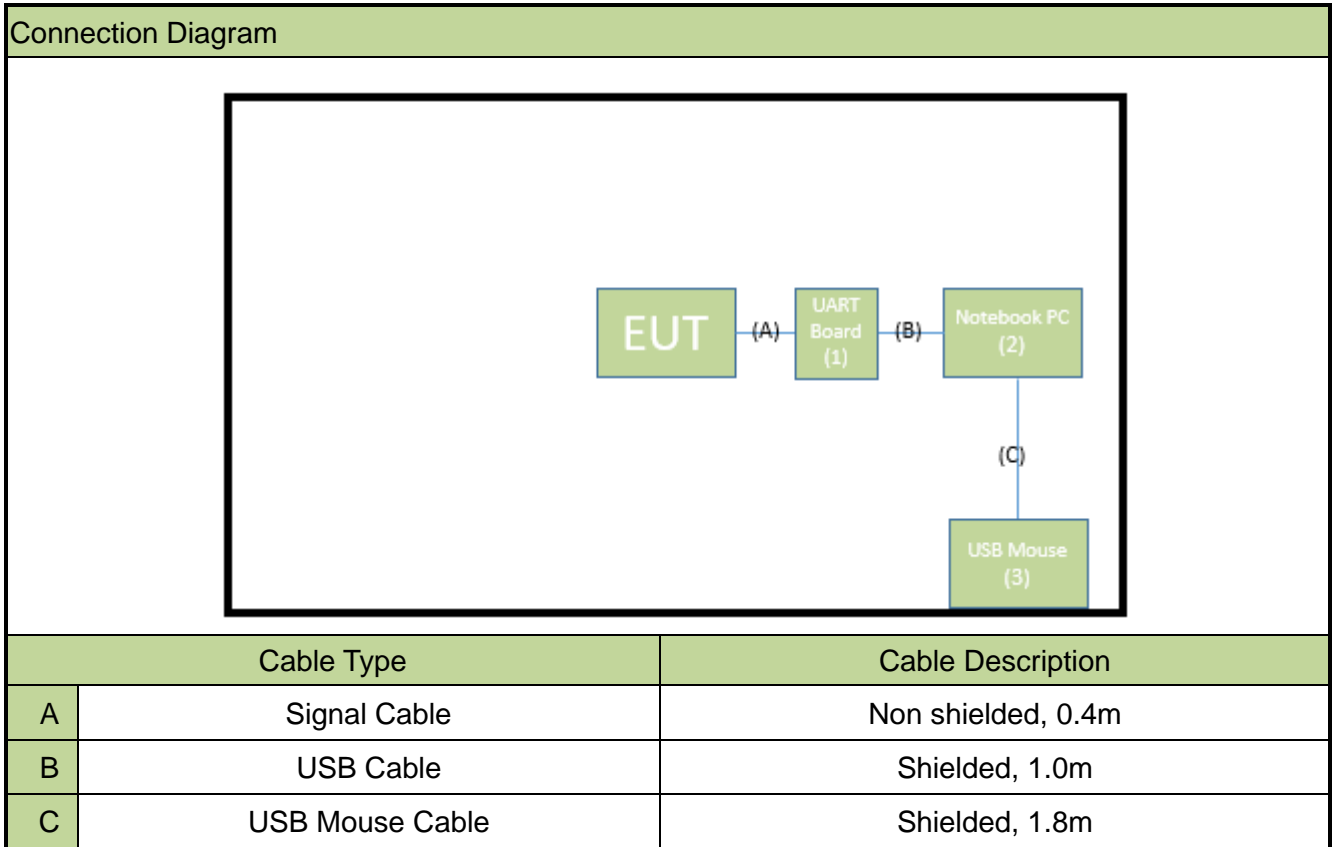 Connection Diagram
EUT
(A)
UART
Board
(1)
(B)
Notebook PC
(2)
(C)
USB Mouse
(3)
Cable Type Cable Description
A Signal Cable Non shielded, 0.4m
B USB Cable Shielded, 1.0m
C USB Mouse Cable Shielded, 1.8m